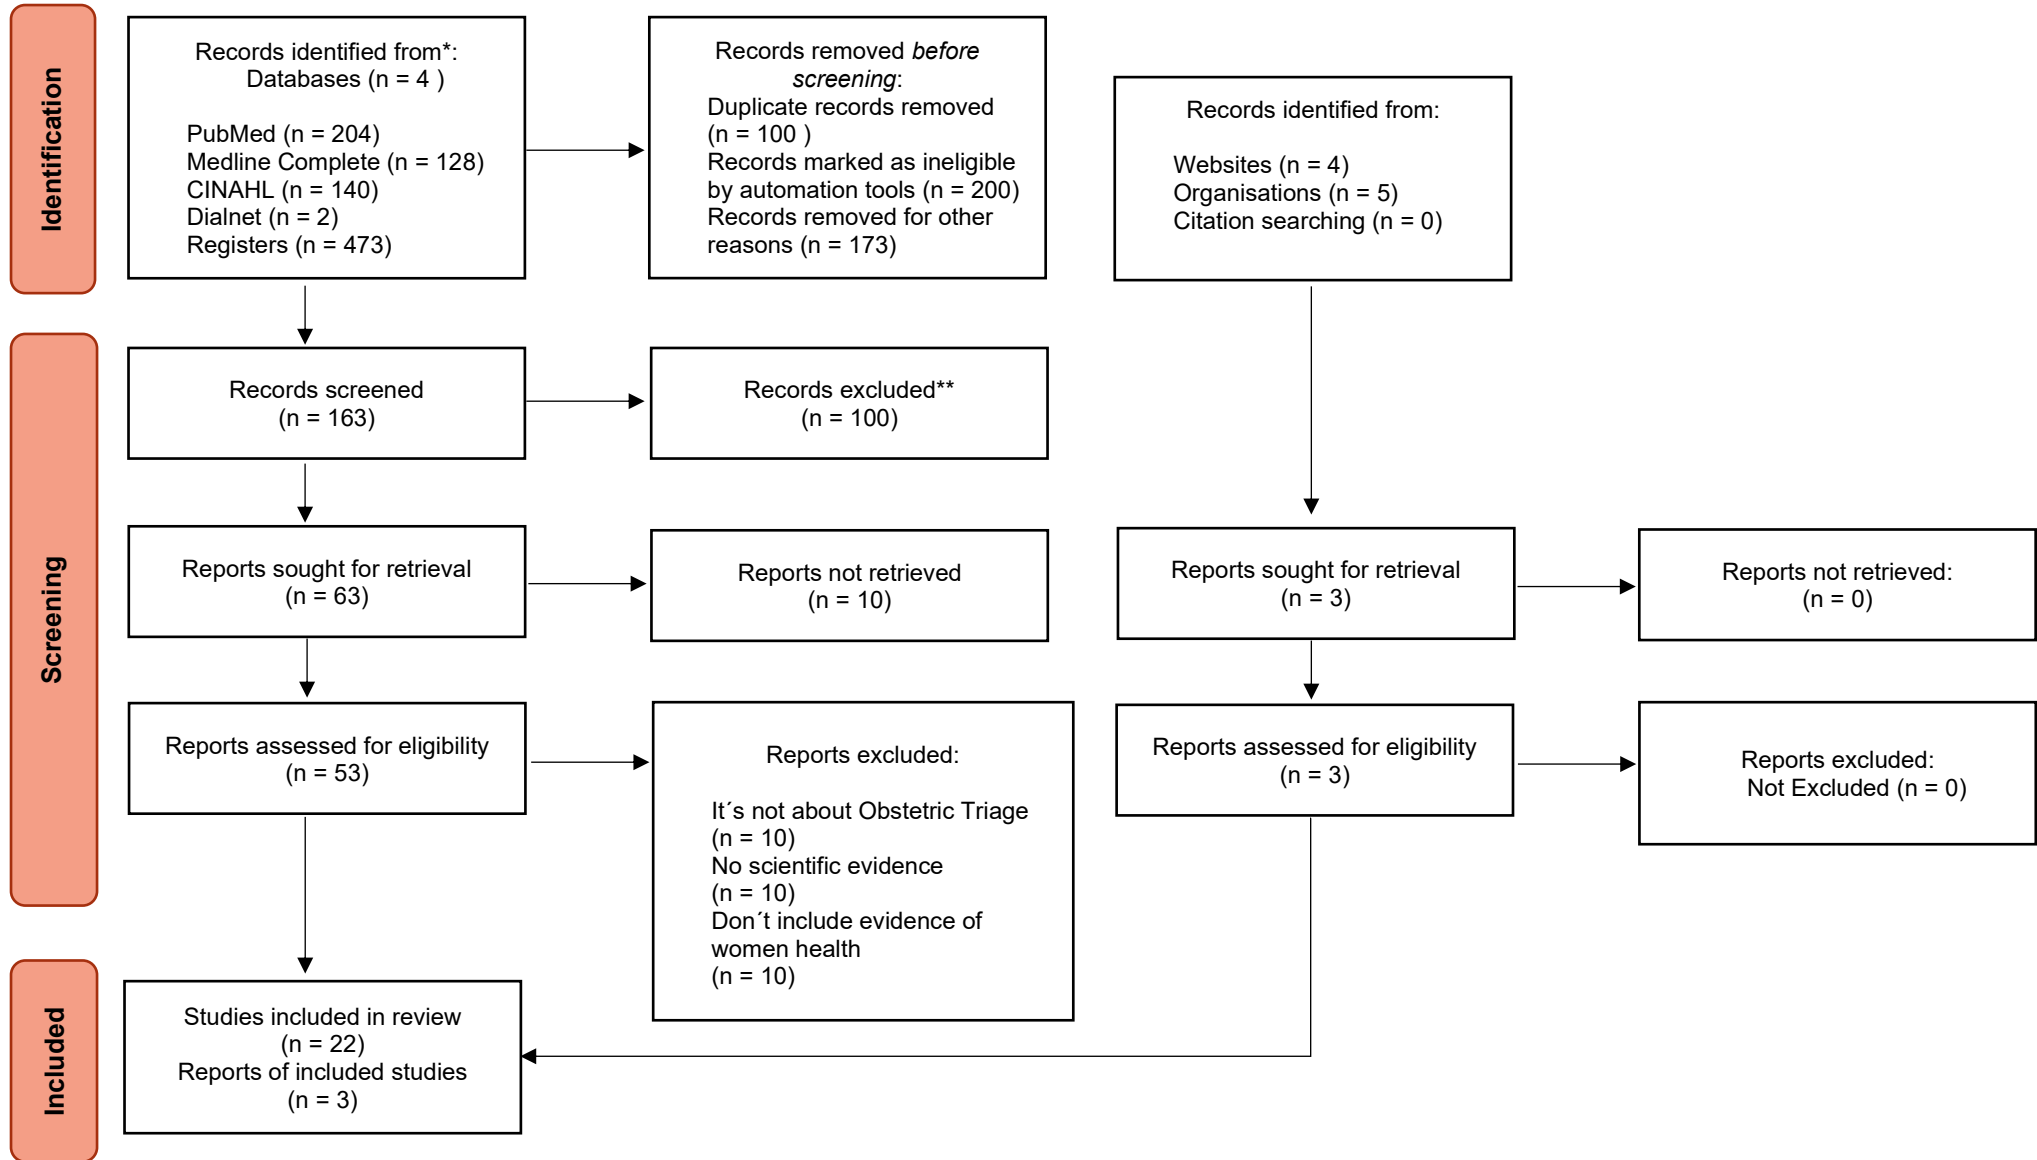 Identification
Records identified from*:
Databases (n = 4 )
PubMed (n = 204)
Medline Complete (n = 128)
CINAHL (n = 140)
Dialnet (n = 2)
Registers (n = 473)
Records removed before
screening:
Duplicate records removed
(n = 100 )
Records marked as ineligible
by automation tools (n = 200)
Records removed for other
reasons (n = 173)
Records identified from:
Websites (n = 4)
Organisations (n = 5)
Citation searching (n = 0)
Screening
Records screened
(n = 163)
Records excluded**
(n = 100)
Reports sought for retrieval
(n = 63)
Reports not retrieved
(n = 10)
Reports sought for retrieval
(n = 3)
Reports not retrieved:
(n = 0)
Reports assessed for eligibility
(n = 53)
Reports excluded:
It´s not about Obstetric Triage
(n = 10)
No scientific evidence
(n = 10)
Don´t include evidence of
women health
(n = 10)
Reports assessed for eligibility
(n = 3)
Reports excluded:
Not Excluded (n = 0)
Included
Studies included in review
(n = 22)
Reports of included studies
(n = 3)